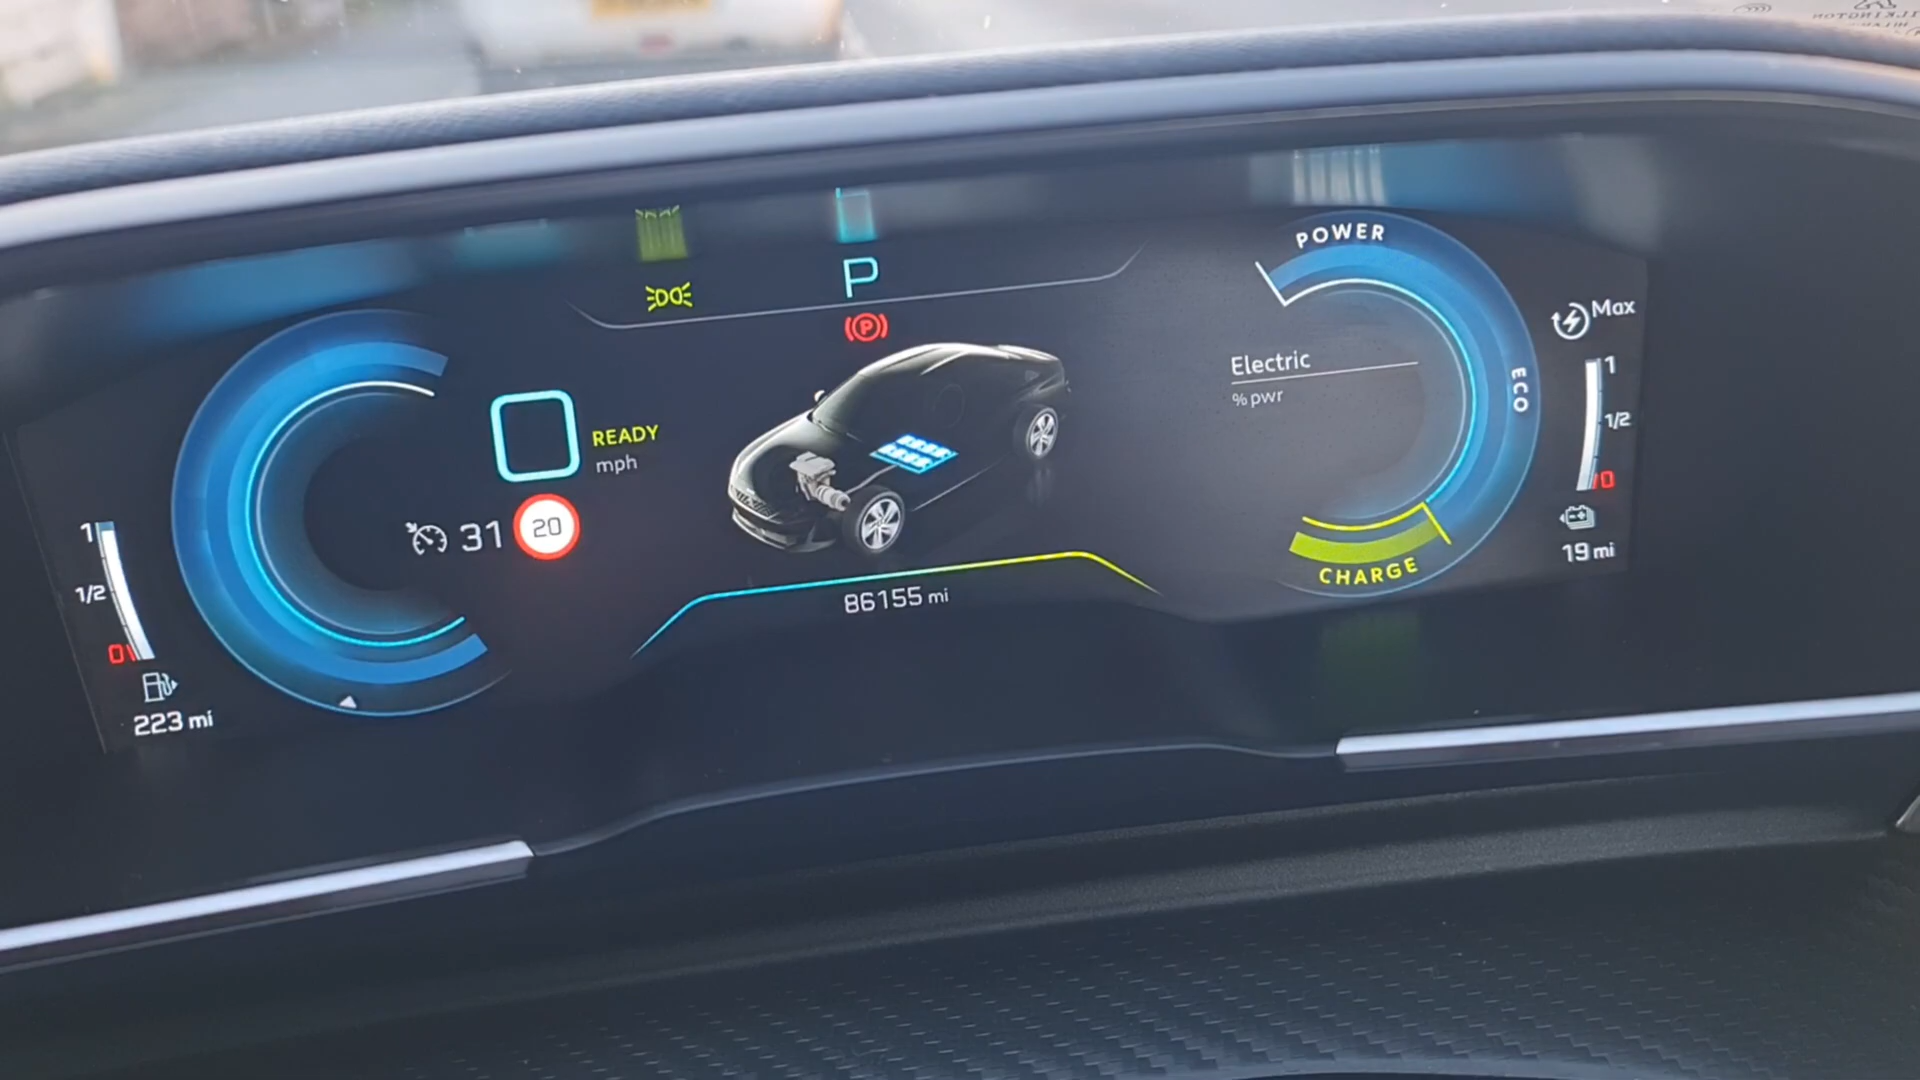 P
P
POWER
Max
READY
mph
0
Electric
% pwr
ECO
1
1/2
0
31
20
1
1/2
0
CHARGE
19 mi
86155 mi
223 mi